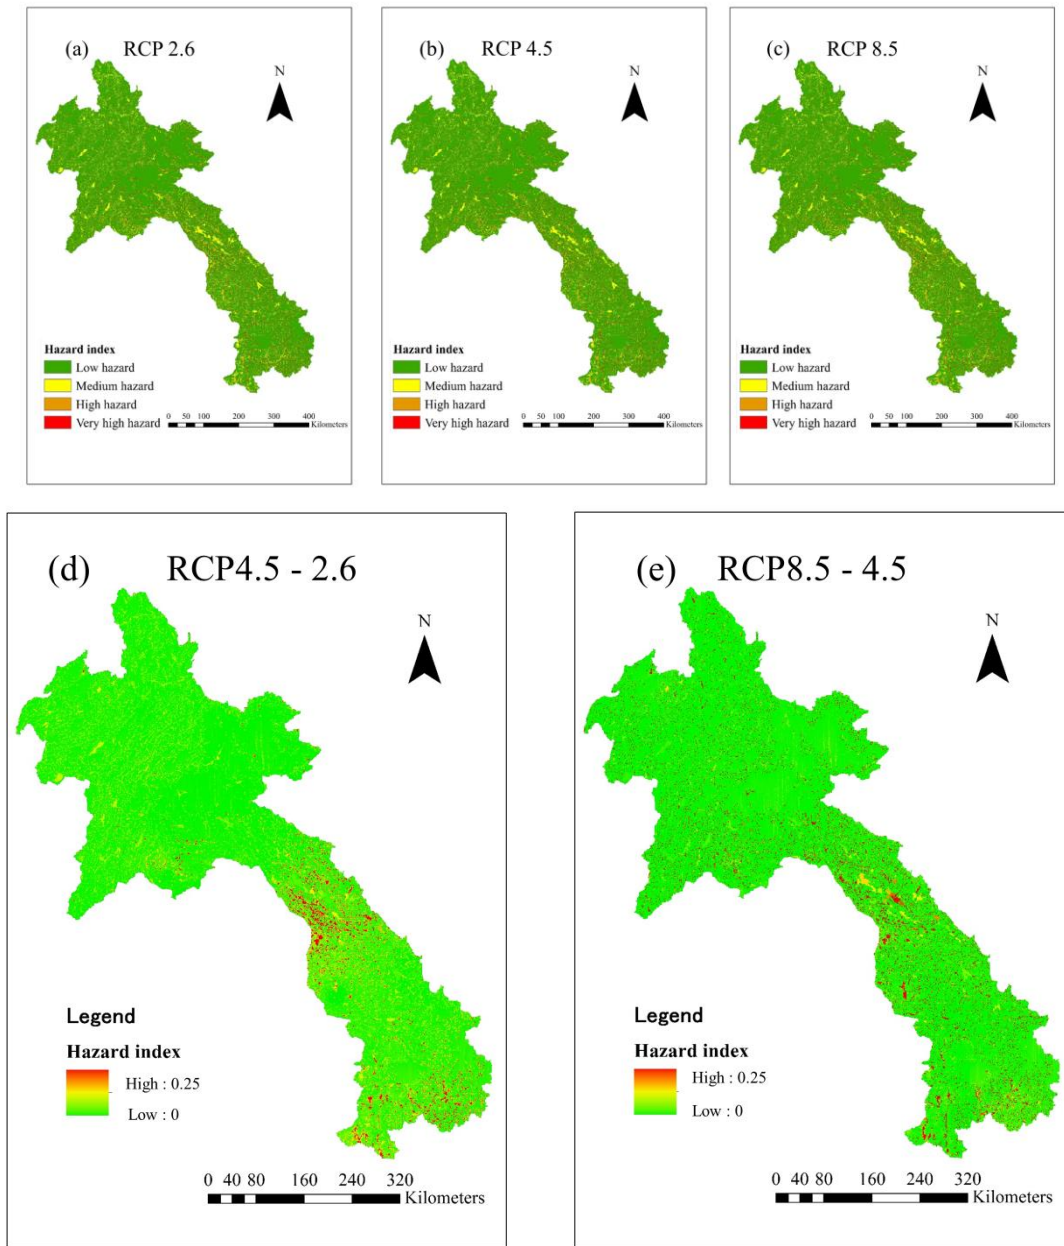 (a) RCP 2.6
N
Hazard index
Low hazard
Medium hazard
High hazard
Very high hazard
0 50 100 200 300 400
Kilometers
(b) RCP 4.5
N
Hazard index
Low hazard
Medium hazard
High hazard
Very high hazard
0 50 100 200 300 400
Kilometers
(c) RCP 8.5
N
Hazard index
Low hazard
Medium hazard
High hazard
Very high hazard
0 50 100 200 300 400
Kilometers
(d) RCP4.5 - 2.6
N
Legend
Hazard index
High : 0.25
Low : 0
0 40 80 160 240 320
Kilometers
(e) RCP8.5 - 4.5
N
Legend
Hazard index
High : 0.25
Low : 0
0 40 80 160 240 320
Kilometers